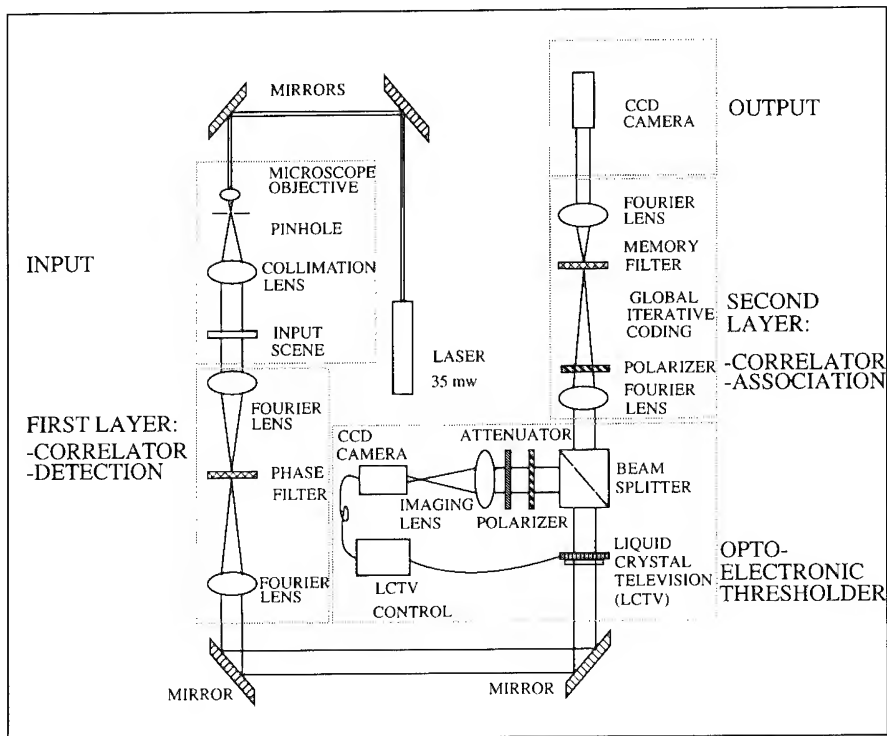 MIRRORS
CCD
CAMERA
OUTPUT
MICROSCOPE
OBJECTIVE
PINHOLE
INPUT
COLLIMATION
LENS
INPUT
SCENE
LASER
35 mw
FOURIER
LENS
MEMORY
FILTER
GLOBAL
ITERATIVE
CODING
SECOND
LAYER:
POLARIZER
-CORRELATOR
-ASSOCIATION
FOURIER
LENS
FIRST LAYER:
-CORRELATOR
-DETECTION
FOURIER
LENS
PHASE
FILTER
FOURIER
LENS
CCD
CAMERA
ATTENUATOR
IMAGING
LENS
POLARIZER
BEAM
SPLITTER
LCTV
CONTROL
LIQUID
CRYSTAL
TELEVISION
(LCTV)
OPTO-
ELECTRONIC
THRESHOLDER
MIRROR
MIRROR